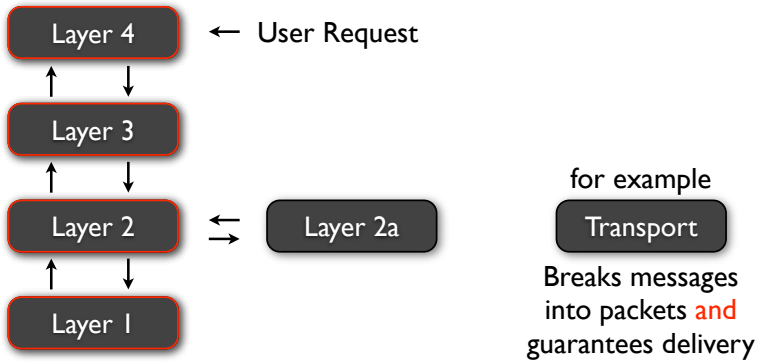 Layer 4
User Request
Layer 3
for example
Layer 2
Layer 2a
Transport
Breaks messages
into packets and
guarantees delivery
Layer 1